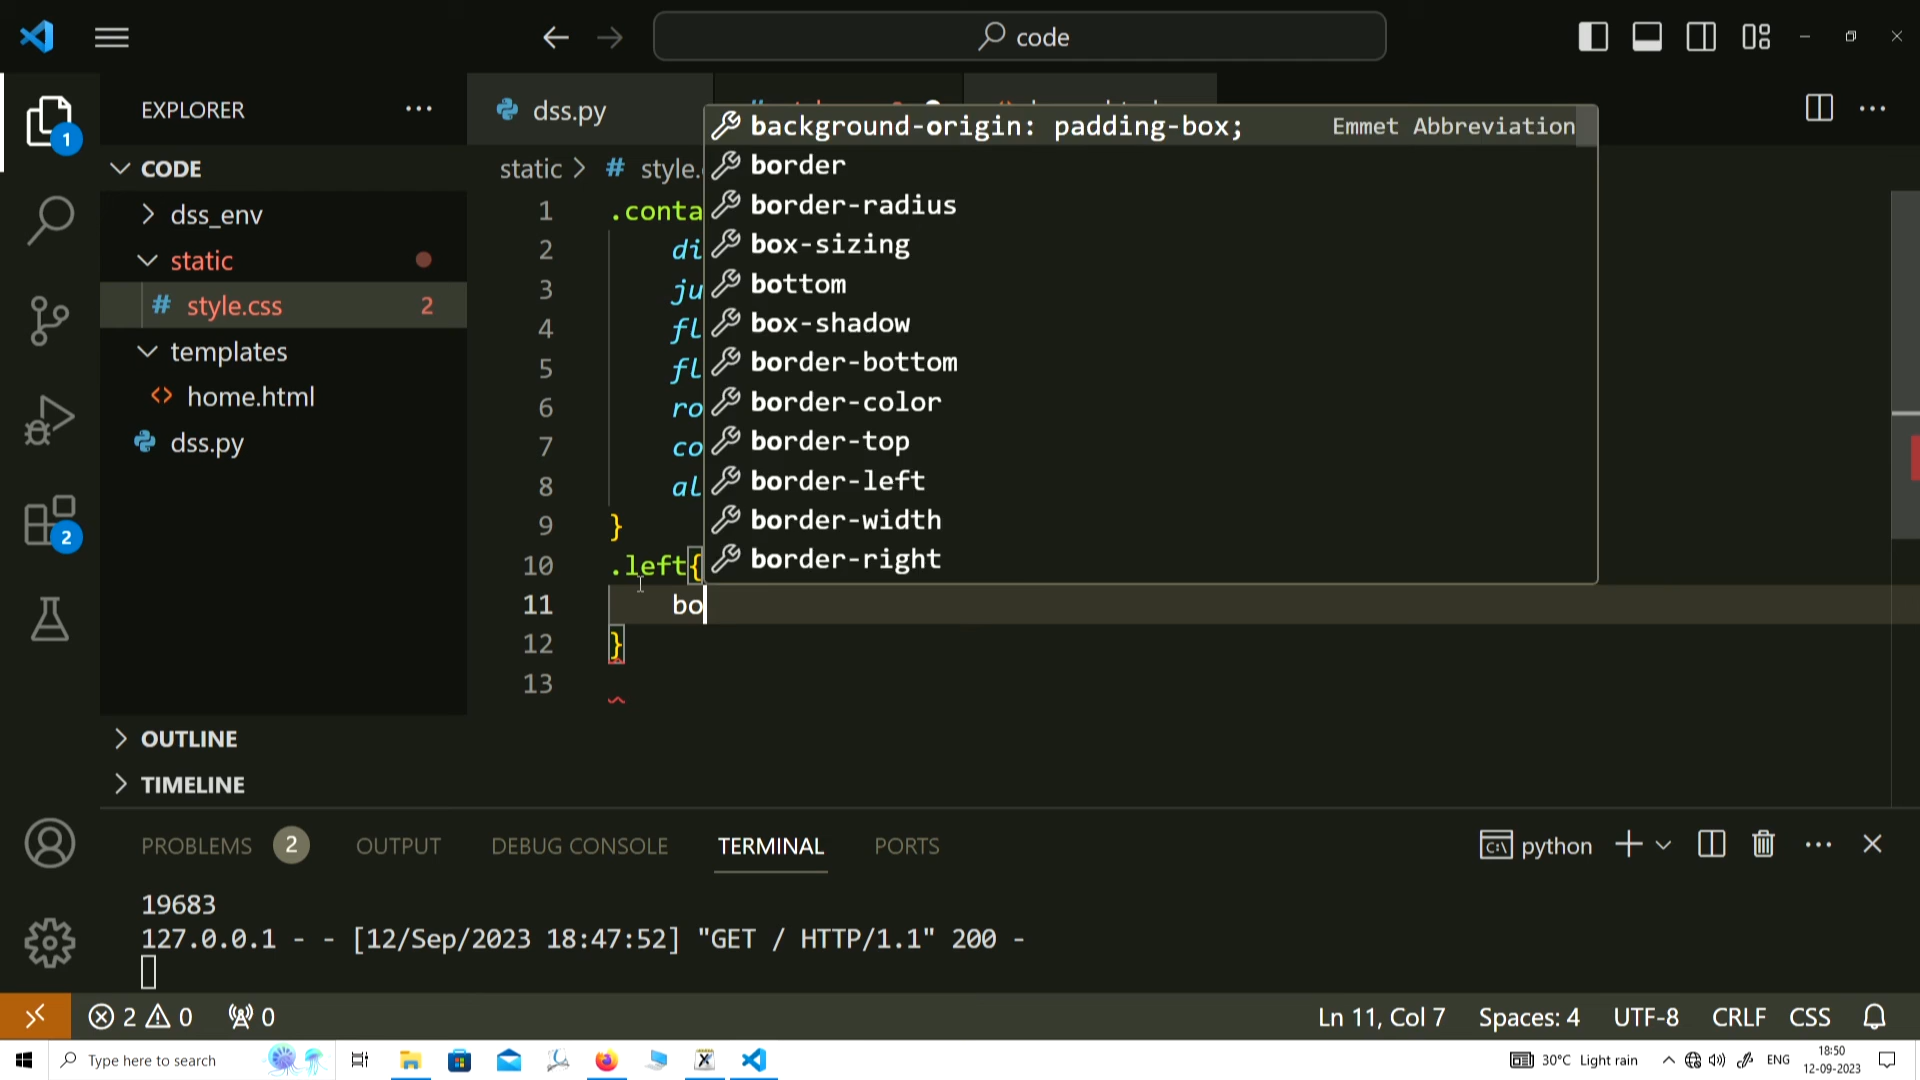 code
EXPLORER
dss.py
CODE
dss_env
static
style.css 2
templates
home.html
dss.py
OUTLINE
TIMELINE
1
2
static > # style.
1 .conta
2 di
3 ju
4 fl
5 fl
6 ro
7 co
8 al
9 }
10 .left{
11 bo
12 }
13
background-origin: padding-box; Emmet Abbreviation
border
border-radius
box-sizing
bottom
box-shadow
border-bottom
border-color
border-top
border-left
border-width
border-right
PROBLEMS 2 OUTPUT DEBUG CONSOLE TERMINAL PORTS
python
19683
127.0.0.1 - - [12/Sep/2023 18:47:52] "GET / HTTP/1.1" 200 -
2 0 0
Ln 11, Col 7 Spaces: 4 UTF-8 CRLF CSS
Type here to search
30°C Light rain ENG
18:50
12-09-2023